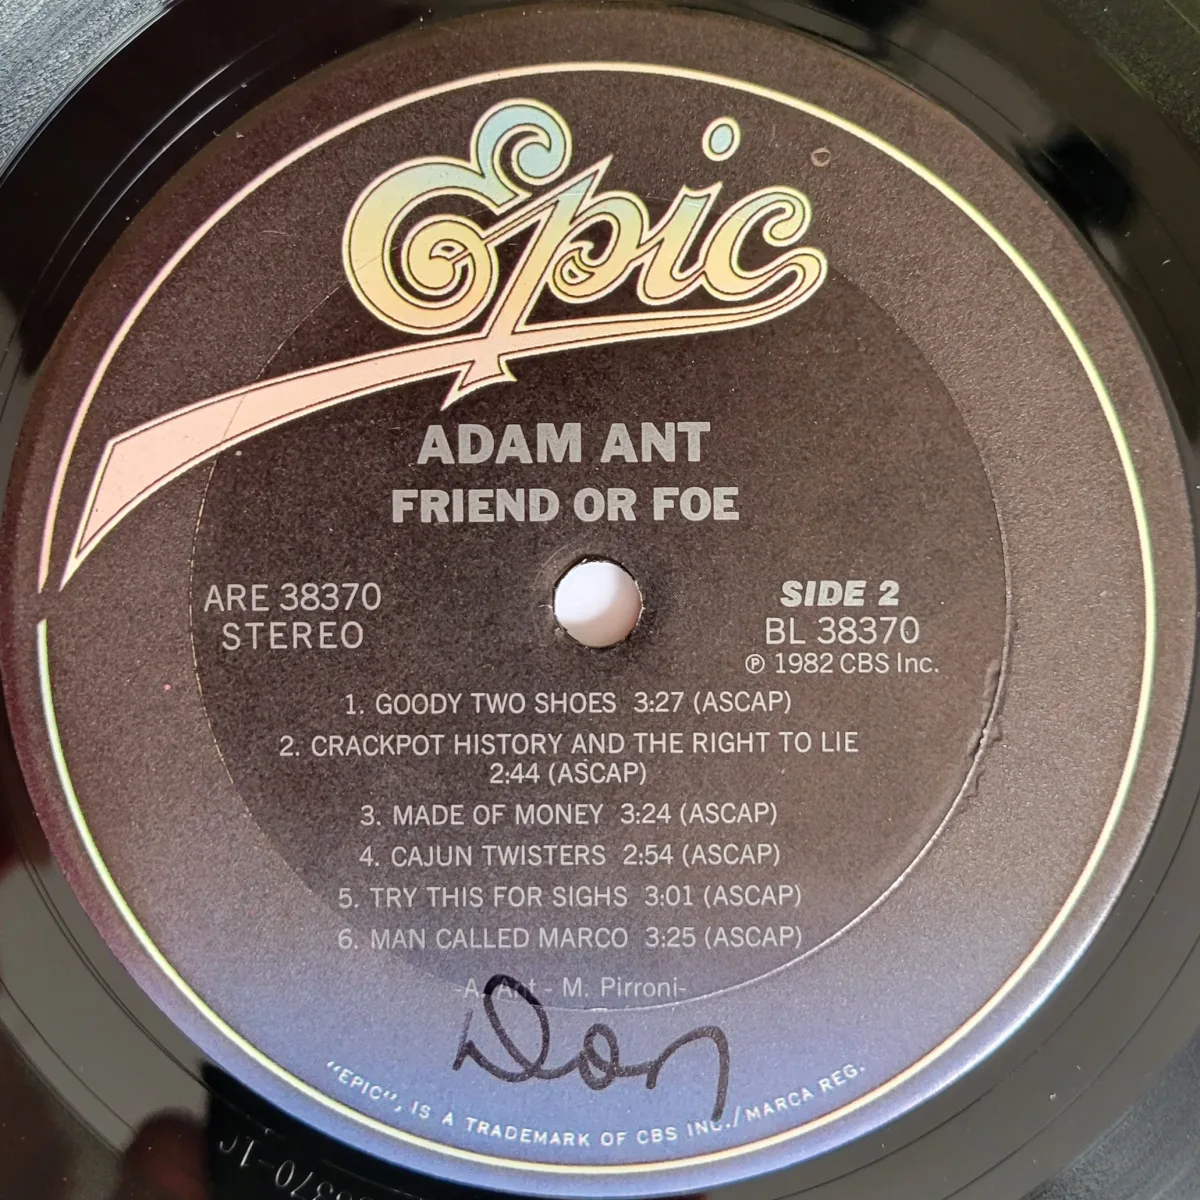 Epic
ADAM ANT
FRIEND OR FOE
ARE 38370
STEREO
SIDE 2
BL 38370
℗ 1982 CBS Inc.
1. GOODY TWO SHOES 3:27 (ASCAP)
2. CRACKPOT HISTORY AND THE RIGHT TO LIE
2:44 (ASCAP)
3. MADE OF MONEY 3:24 (ASCAP)
4. CAJUN TWISTERS 2:54 (ASCAP)
5. TRY THIS FOR SIGHS 3:01 (ASCAP)
6. MAN CALLED MARCO 3:25 (ASCAP)
-A. Ant - M. Pirroni-
Don
"EPIC", IS A TRADEMARK OF CBS INC./MARCA REG.